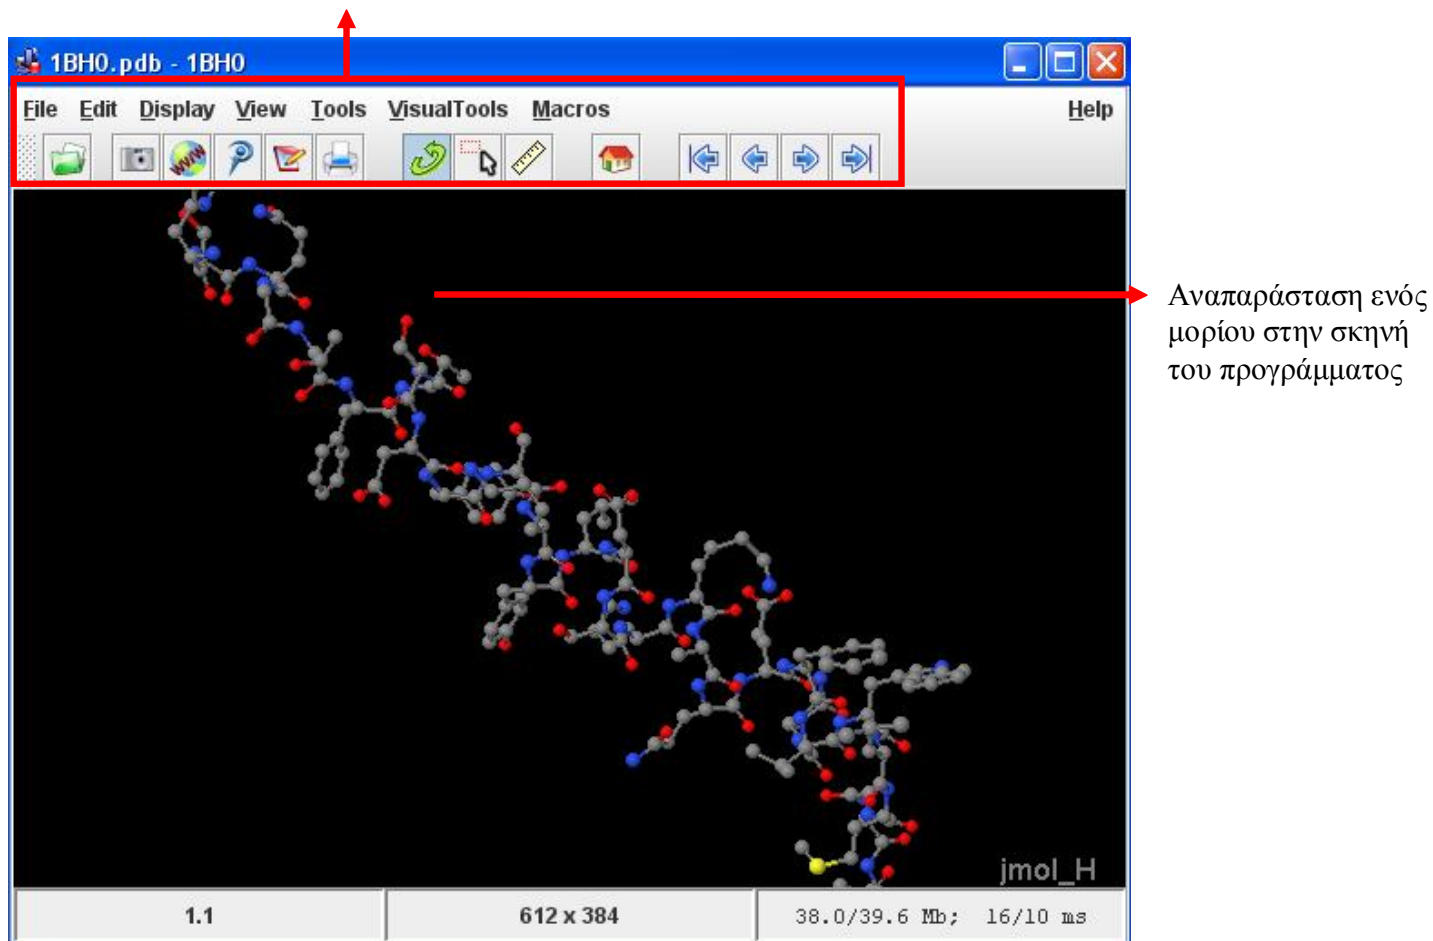 1BH0.pdb - 1BH0
File Edit Display View Tools VisualTools Macros Help
www
Αναπαράσταση ενός
μορίου στην σκηνή
του προγράμματος
jmol_H
1.1 612 x 384 38.0/39.6 Mb; 16/10 ms